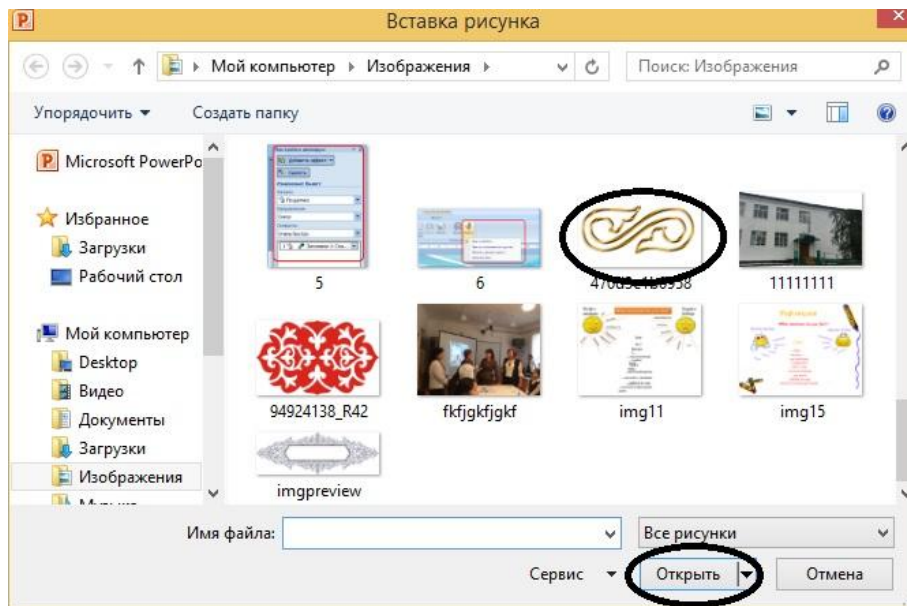 Вставка рисунка
Мой компьютер Изображения
Поиск: Изображения
Упорядочить Создать папку
Microsoft PowerPo
Избранное
Загрузки
Рабочий стол
Мой компьютер
Desktop
Видео
Документы
Загрузки
Изображения
5 6 11111111
94924138_R42 fkfjgkfjgkf img11 img15
imgpreview
Имя файла: Все рисунки
Сервис Открыть Отмена